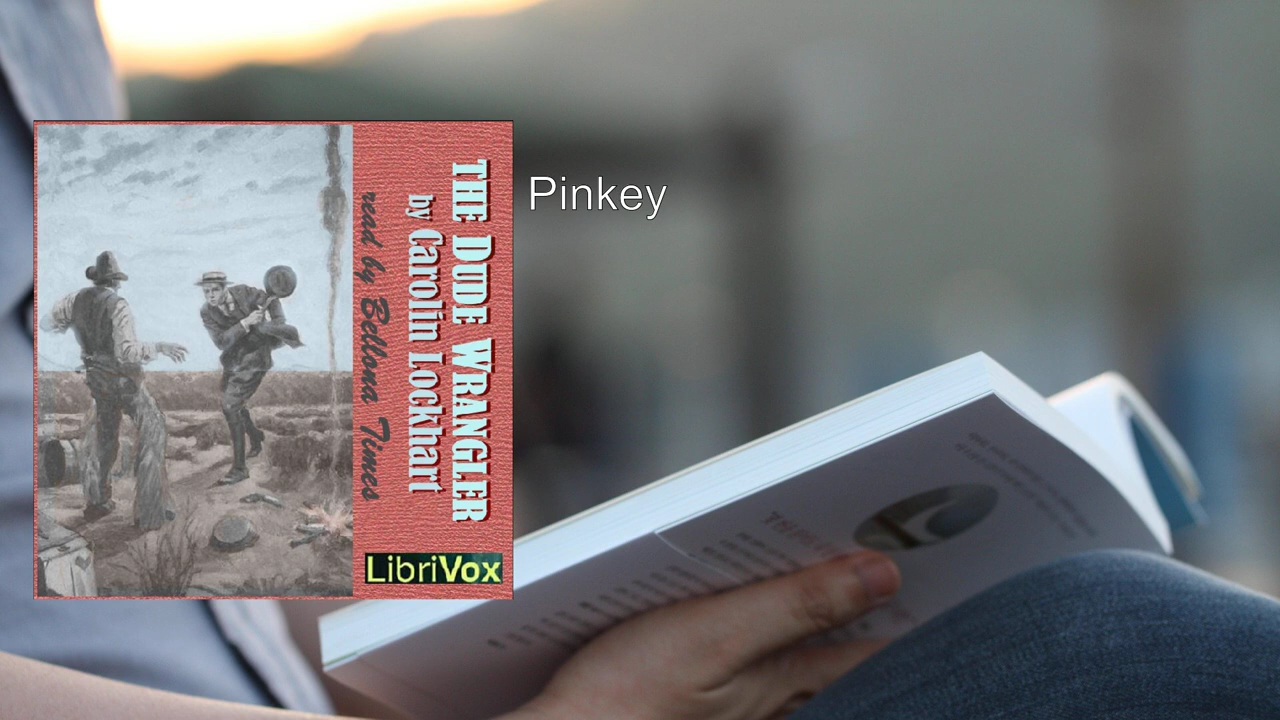 THE DUDE WRANGLER
by Carolin Lockhart
read by Bellona Times
LibriVox
Pinkey